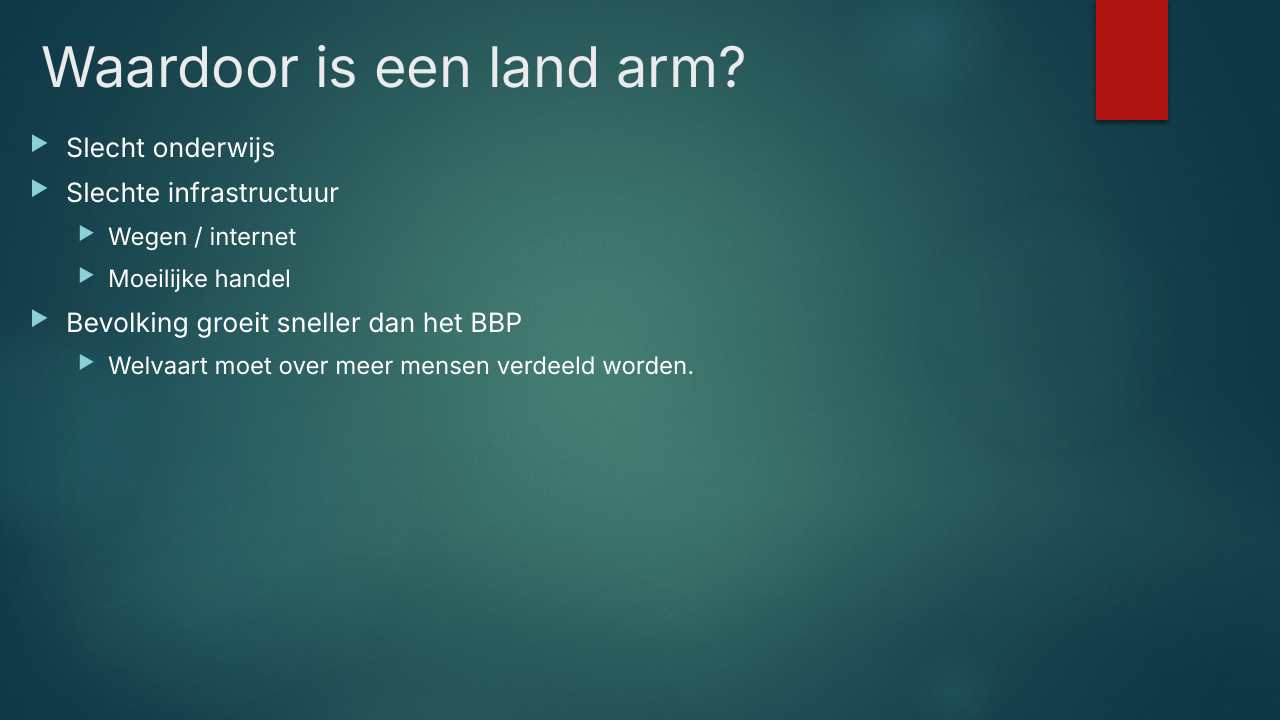 Waardoor is een land arm?
Slecht onderwijs
Slechte infrastructuur
Wegen / internet
Moeilijke handel
Bevolking groeit sneller dan het BBP
Welvaart moet over meer mensen verdeeld worden.